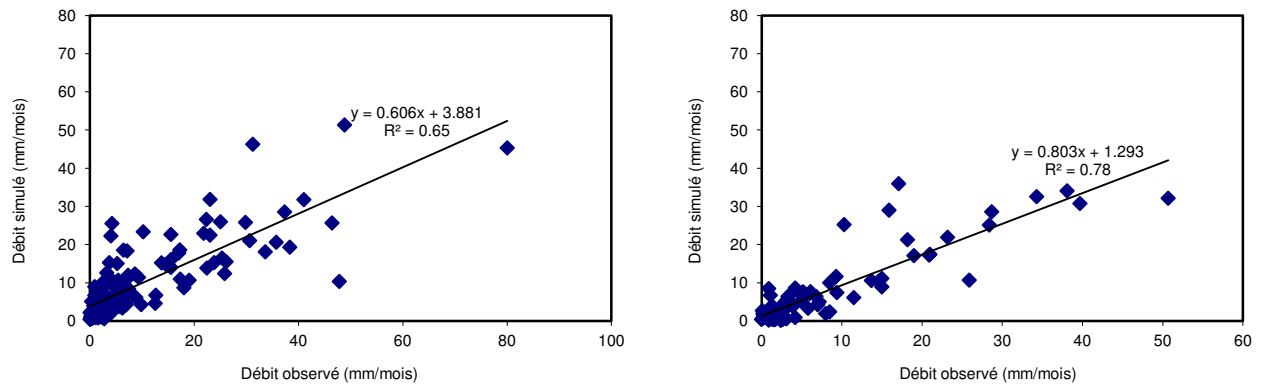 80
70
60
50
40
30
20
10
0
Débit simulé (mm/mois)
y = 0.606x + 3.881
R² = 0.65
0 20 40 60 80 100
Débit observé (mm/mois)
80
70
60
50
40
30
20
10
0
Débit simulé (mm/mois)
y = 0.803x + 1.293
R² = 0.78
0 10 20 30 40 50 60
Débit observé (mm/mois)